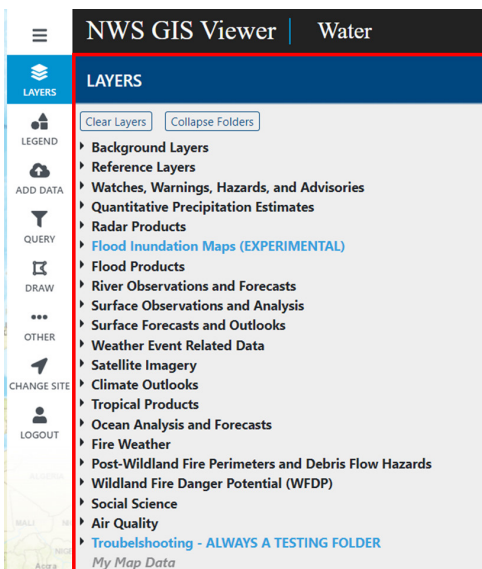 NWS GIS Viewer | Water
LAYERS
LAYERS
Clear Layers Collapse Folders
LEGEND
Background Layers
Reference Layers
ADD DATA
Watches, Warnings, Hazards, and Advisories
Quantitative Precipitation Estimates
Radar Products
QUERY
Flood Inundation Maps (EXPERIMENTAL)
Flood Products
River Observations and Forecasts
DRAW
Surface Observations and Analysis
Surface Forecasts and Outlooks
OTHER
Weather Event Related Data
Satellite Imagery
CHANGE SITE
Climate Outlooks
Tropical Products
Ocean Analysis and Forecasts
LOGOUT
Fire Weather
Post-Wildland Fire Perimeters and Debris Flow Hazards
Wildland Fire Danger Potential (WFDP)
Social Science
Air Quality
MALI
Troubelshooting - ALWAYS A TESTING FOLDER
My Map Data
Accra